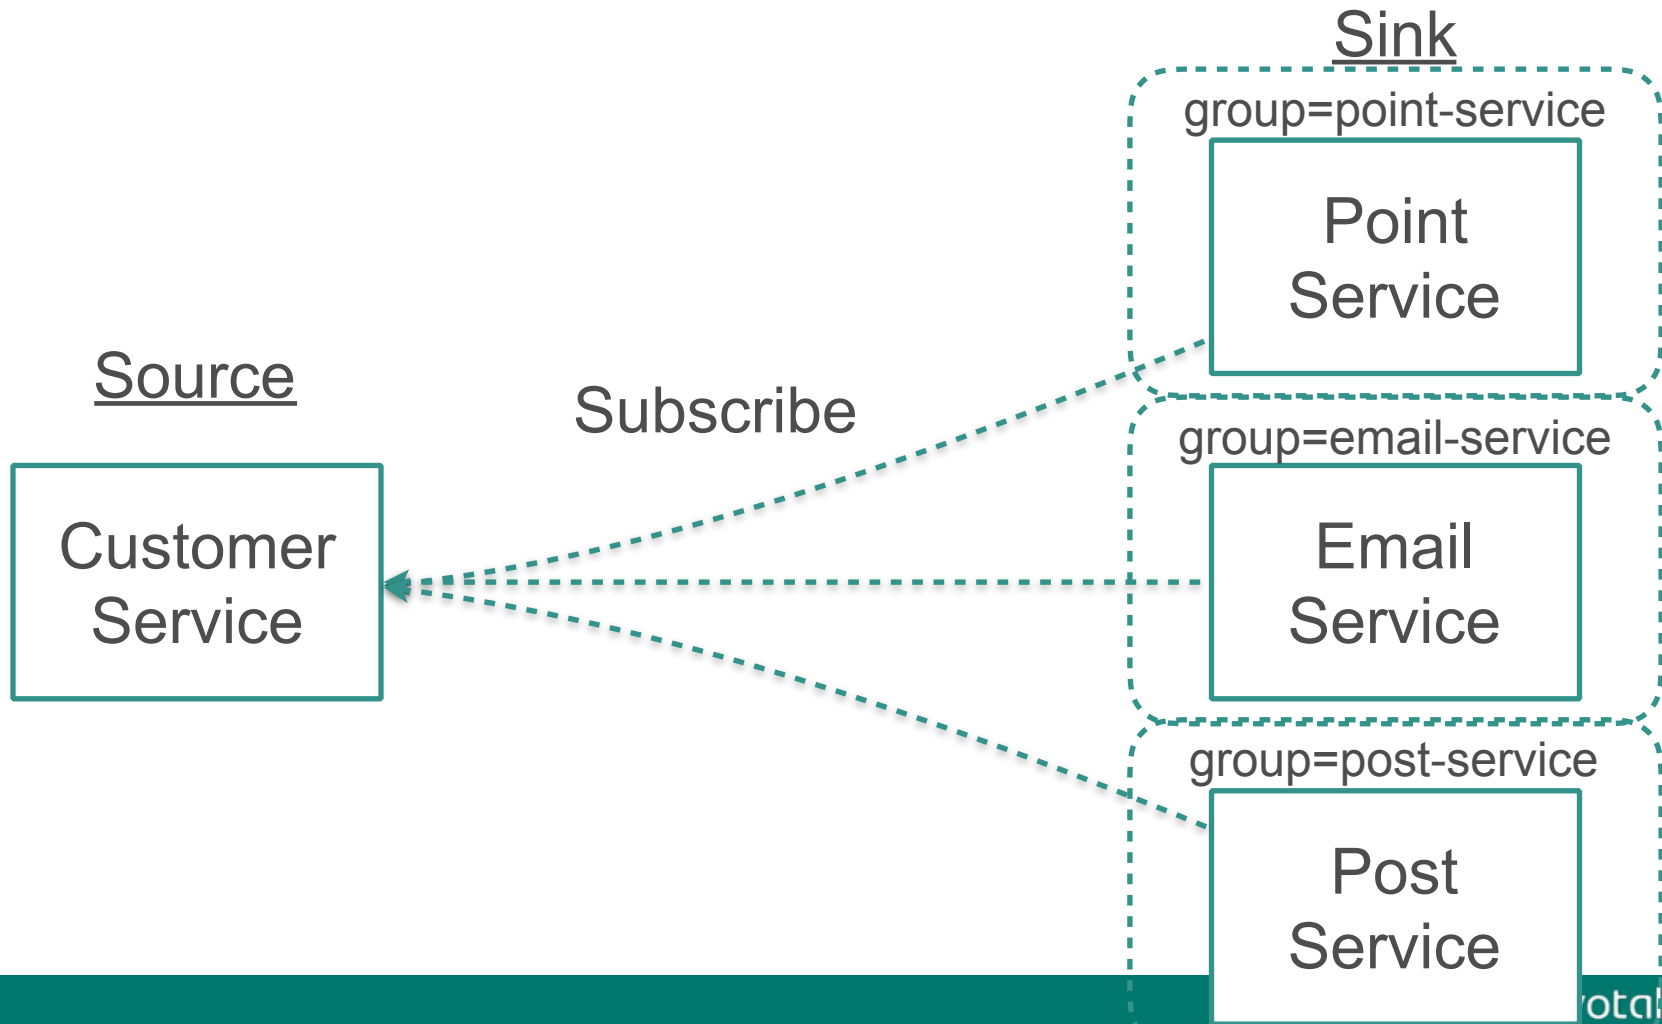 Sink
group=point-service
Point
Service
Source
Subscribe
group=email-service
Customer
Service
Email
Service
group=post-service
Post
Service